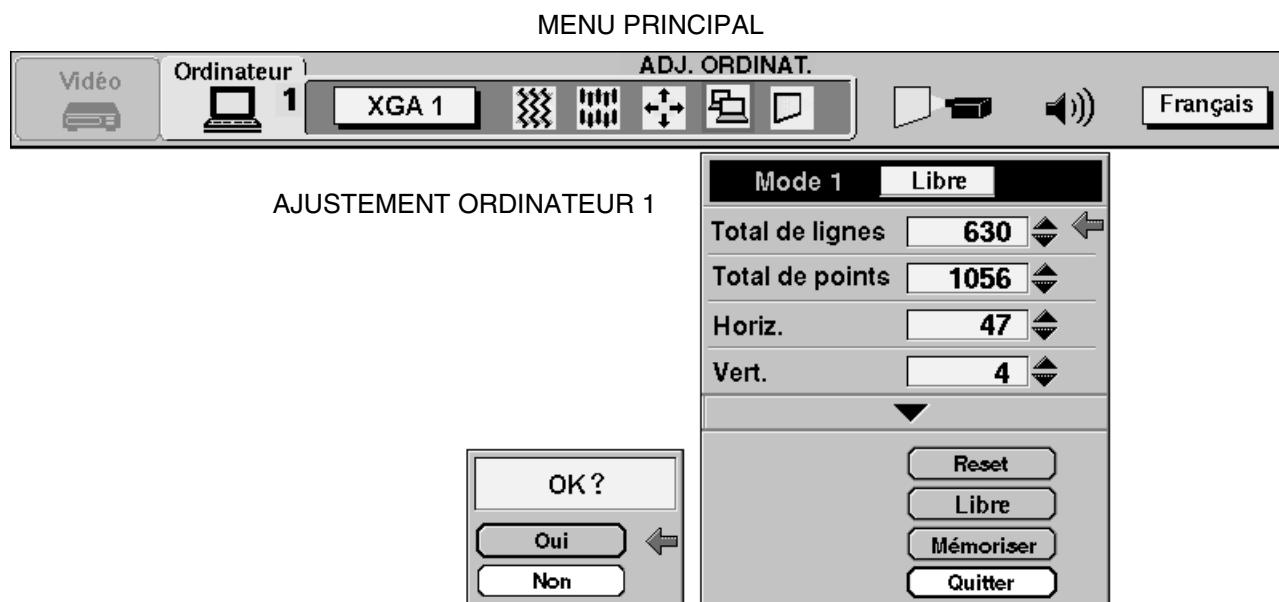 MENU PRINCIPAL
Vidéo
Ordinateur
1
ADJ. ORDINAT.
XGA 1
Français
AJUSTEMENT ORDINATEUR 1
Mode 1 Libre
Total de lignes 630
Total de points 1056
Horiz. 47
Vert. 4
Reset
Libre
Mémoriser
Quitter
OK?
Oui
Non